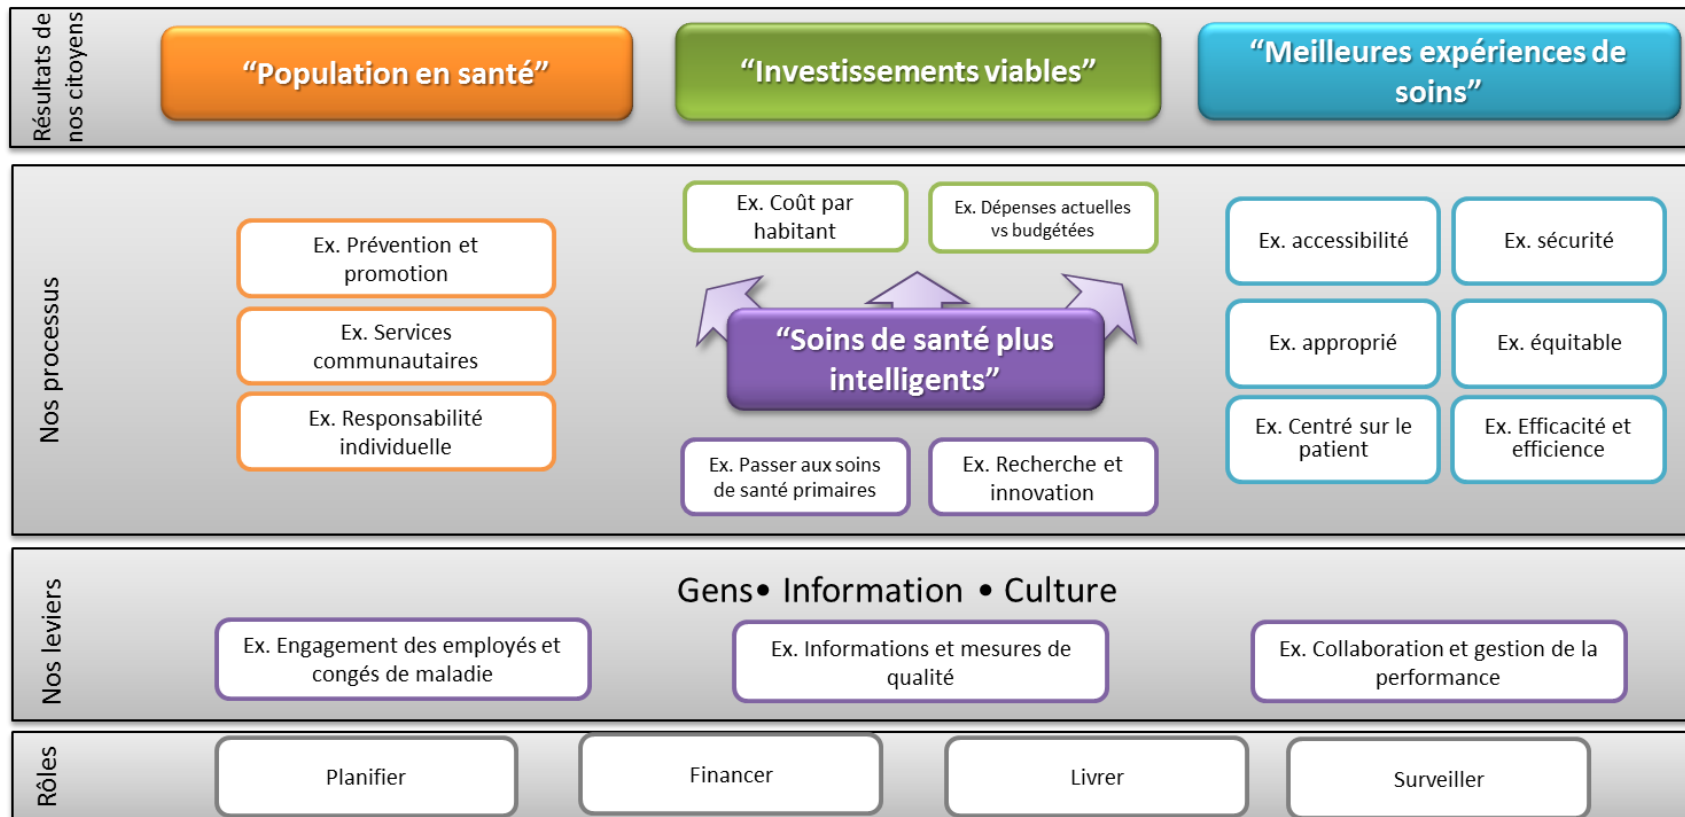 Résultats de
nos citoyens
“Population en santé”
“Investissements viables”
“Meilleures expériences de
soins”
Nos processus
Ex. Prévention et
promotion
Ex. Services
communautaires
Ex. Responsabilité
individuelle
Ex. Coût par
habitant
Ex. Dépenses actuelles
vs budgétées
“Soins de santé plus
intelligents”
Ex. Passer aux soins
de santé primaires
Ex. Recherche et
innovation
Ex. accessibilité
Ex. sécurité
Ex. approprié
Ex. équitable
Ex. Centré sur le
patient
Ex. Efficacité et
efficience
Nos leviers
Gens• Information • Culture
Ex. Engagement des employés et
congés de maladie
Ex. Informations et mesures de
qualité
Ex. Collaboration et gestion de la
performance
Rôles
Planifier
Financer
Livrer
Surveiller